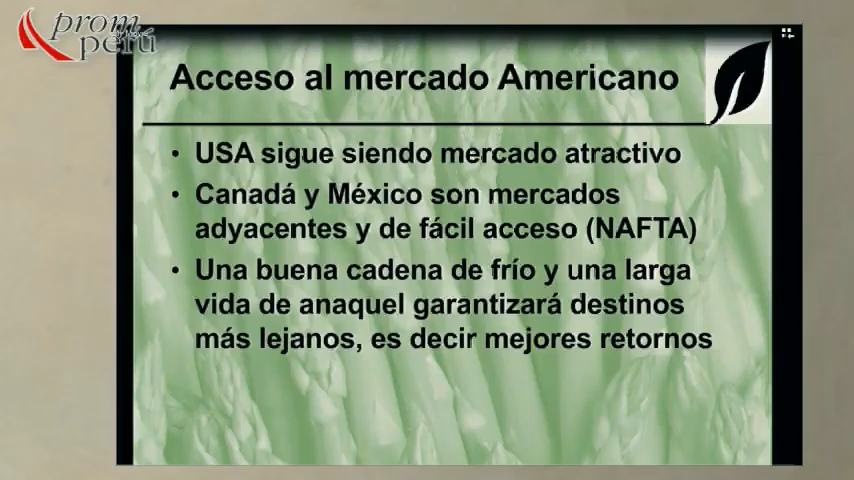 prom
perú
Acceso al mercado Americano
• USA sigue siendo mercado atractivo
• Canadá y México son mercados
adyacentes y de fácil acceso (NAFTA)
• Una buena cadena de frío y una larga
vida de anaquel garantizará destinos
más lejanos, es decir mejores retornos